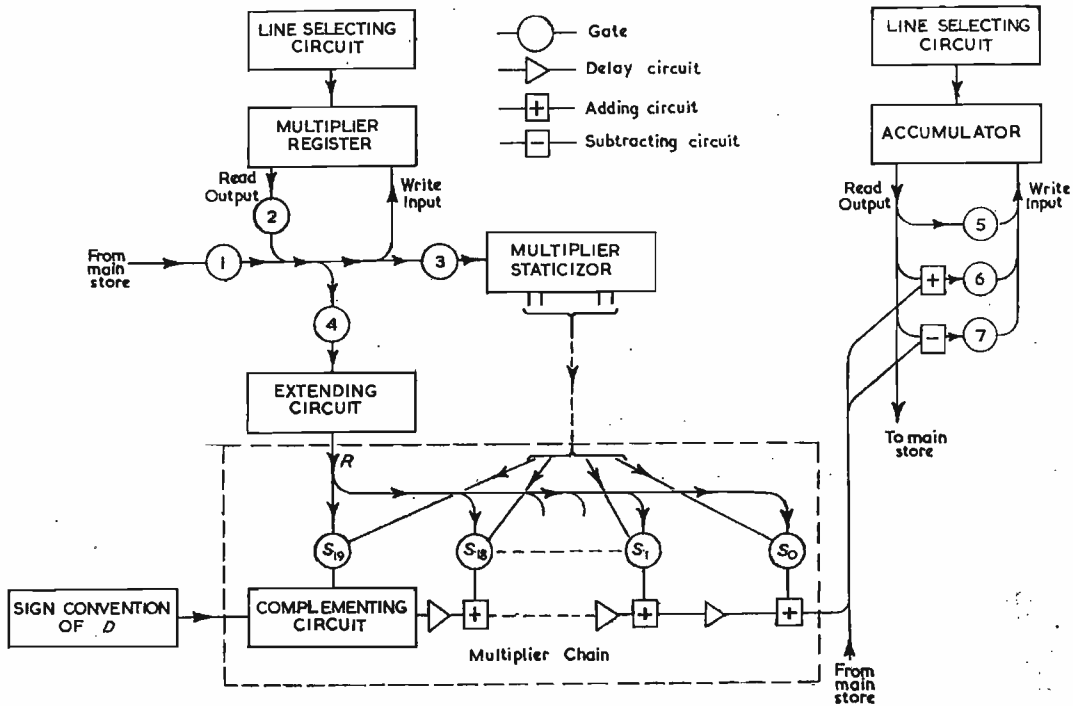 LINE SELECTING
CIRCUIT
MULTIPLIER
REGISTER
Read
Output
Write
Input
2
From
main
store
1
3
MULTIPLIER
STATICIZOR
4
EXTENDING
CIRCUIT
Gate
Delay circuit
+
Adding circuit
−
Subtracting circuit
LINE SELECTING
CIRCUIT
ACCUMULATOR
Read
Output
Write
Input
5
+
6
−
7
To main
store
R
S19
S18
S1
S0
SIGN CONVENTION
OF D
COMPLEMENTING
CIRCUIT
+
+
+
Multiplier Chain
From
main
store